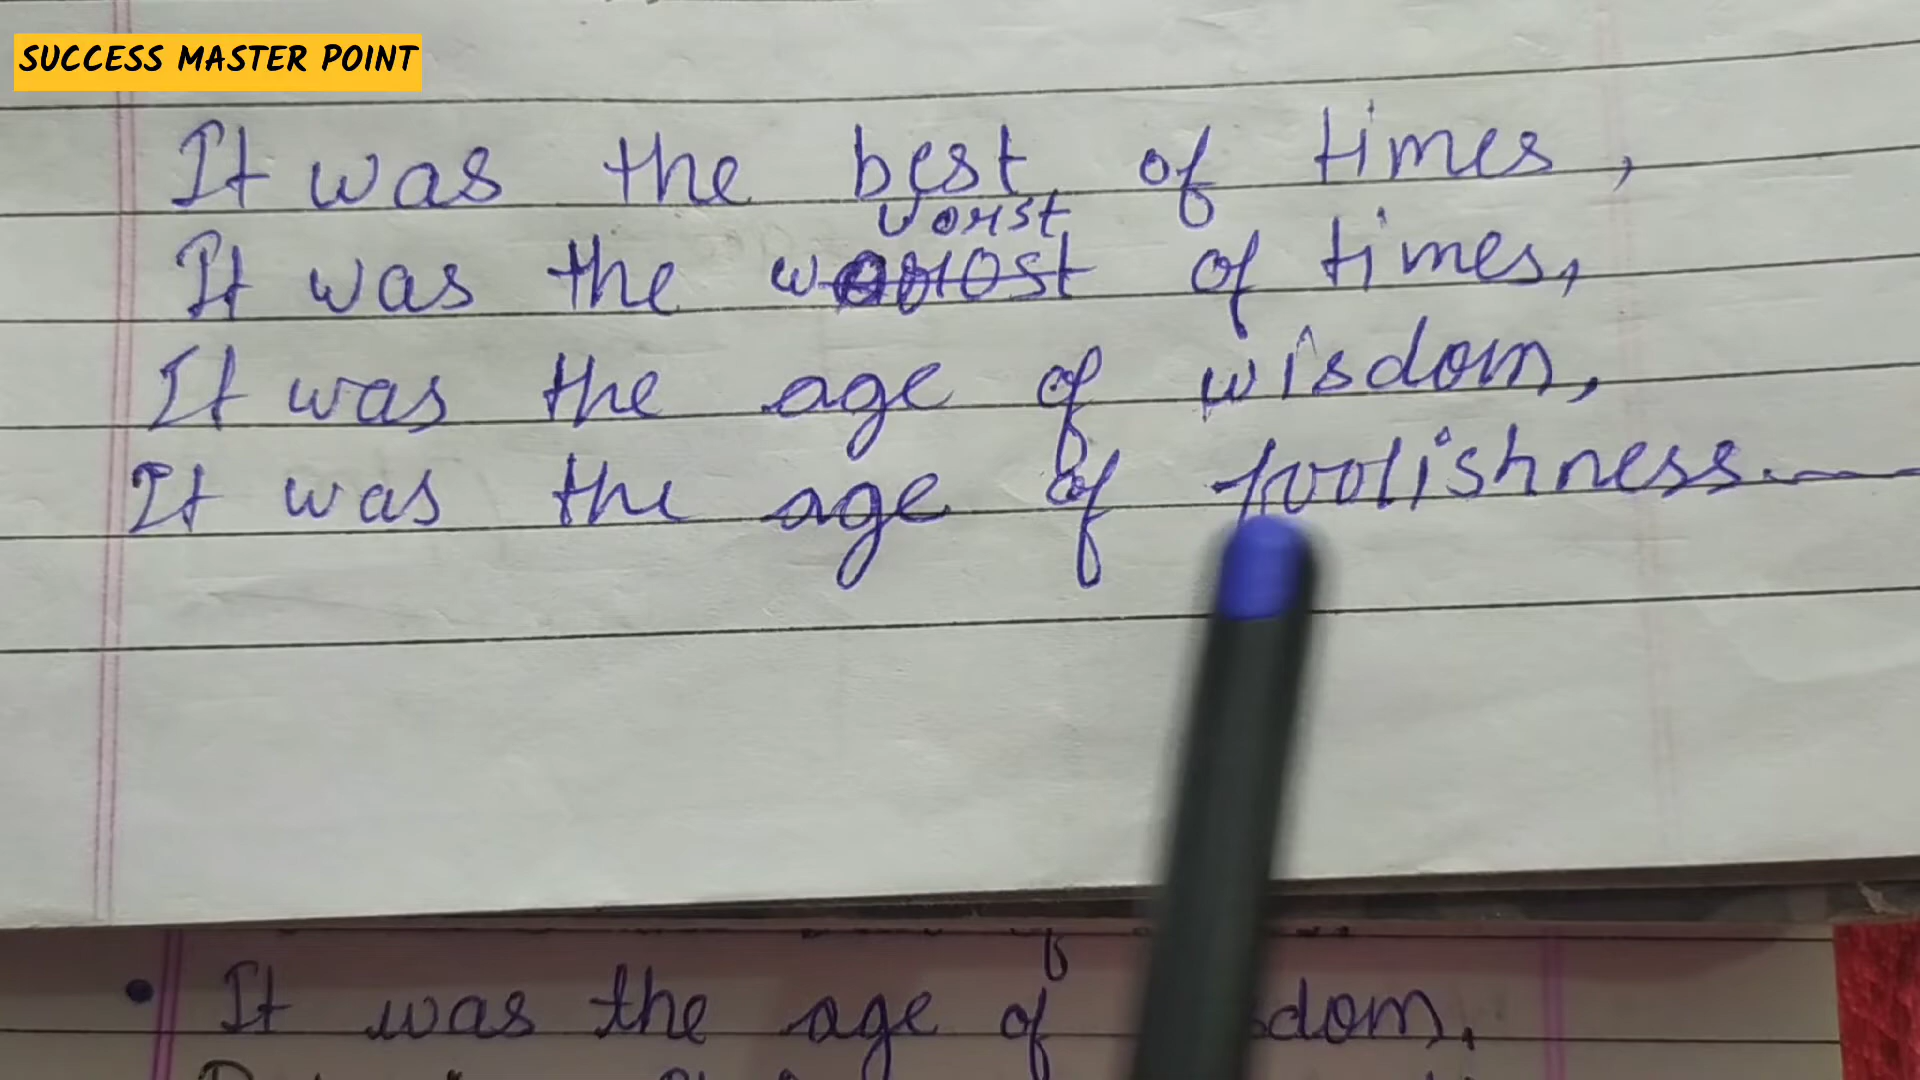 SUCCESS MASTER POINT
It was the best of times,
worst
It was the of times,
It was the age of wisdom,
It was the age of foolishness
• It was the age of dom,